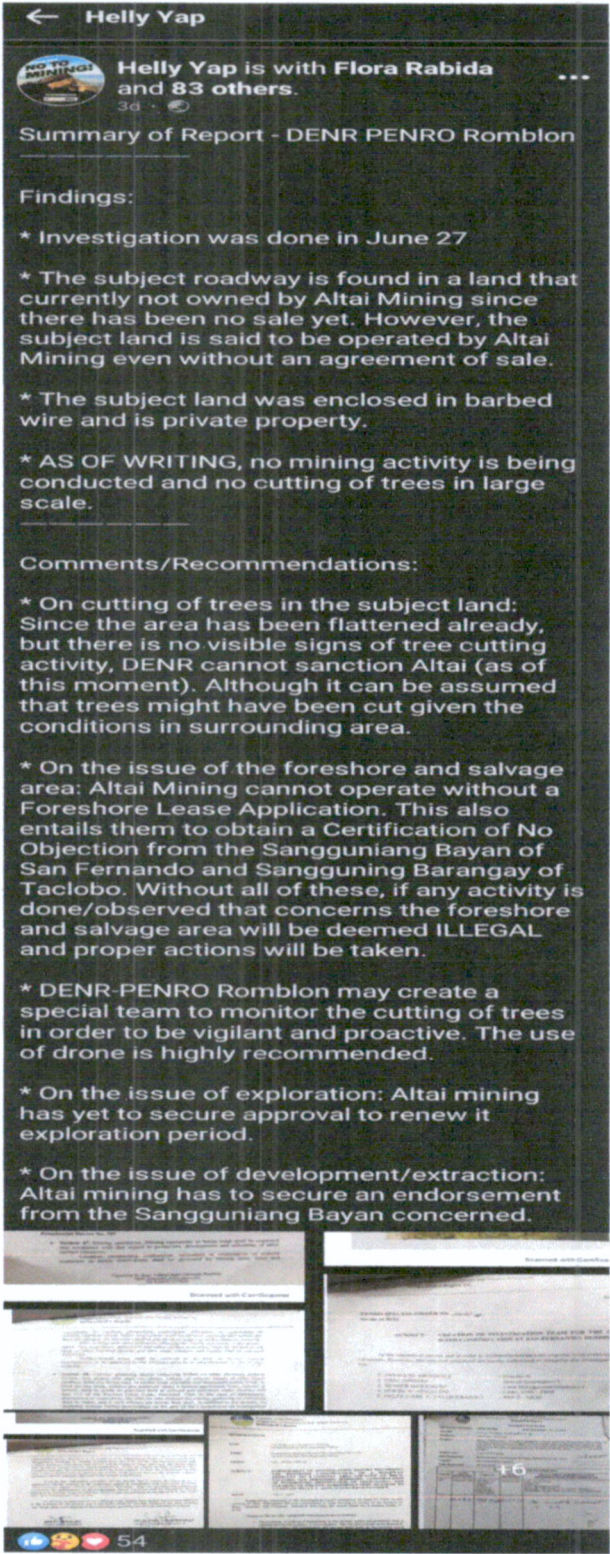 ← Helly Yap
NO TO
MINING!
Helly Yap is with Flora Rabida
and 83 others.
3d ·
Summary of Report - DENR PENRO Romblon
Findings:
* Investigation was done in June 27
* The subject roadway is found in a land that
currently not owned by Altai Mining since
there has been no sale yet. However, the
subject land is said to be operated by Altai
Mining even without an agreement of sale.
* The subject land was enclosed in barbed
wire and is private property.
* AS OF WRITING, no mining activity is being
conducted and no cutting of trees in large
scale.
Comments/Recommendations:
* On cutting of trees in the subject land:
Since the area has been flattened already,
but there is no visible signs of tree cutting
activity, DENR cannot sanction Altai (as of
this moment). Although it can be assumed
that trees might have been cut given the
conditions in surrounding area.
* On the issue of the foreshore and salvage
area: Altai Mining cannot operate without a
Foreshore Lease Application. This also
entails them to obtain a Certification of No
Objection from the Sangguniang Bayan of
San Fernando and Sangguning Barangay of
Taclobo. Without all of these, if any activity is
done/observed that concerns the foreshore
and salvage area will be deemed ILLEGAL
and proper actions will be taken.
* DENR-PENRO Romblon may create a
special team to monitor the cutting of trees
in order to be vigilant and proactive. The use
of drone is highly recommended.
* On the issue of exploration: Altai mining
has yet to secure approval to renew it
exploration period.
* On the issue of development/extraction:
Altai mining has to secure an endorsement
from the Sangguniang Bayan concerned.
Scanned with CamScanner
+6
54